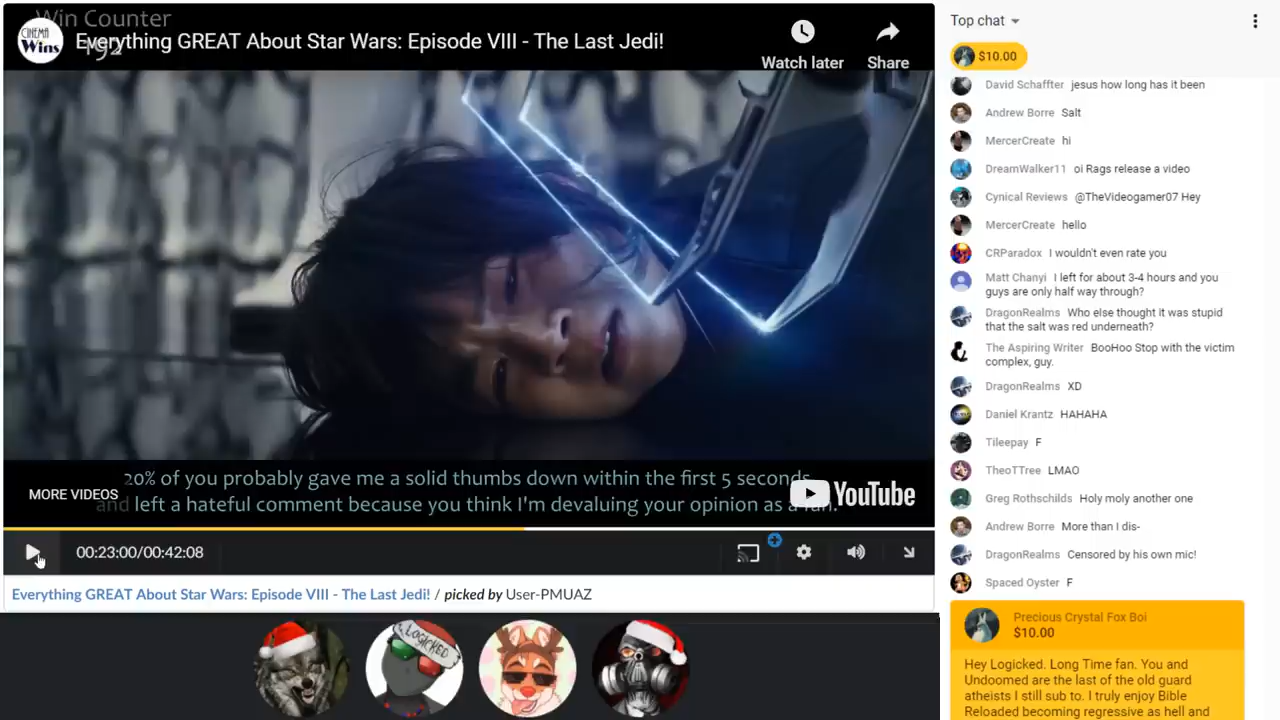 Win Counter
192
CINEMA
Wins
Everything GREAT About Star Wars: Episode VIII - The Last Jedi!
Watch later
Share
20% of you probably gave me a solid thumbs down within the first 5 seconds
and left a hateful comment because you think I'm devaluing your opinion as a fan.
MORE VIDEOS
YouTube
00:23:00/00:42:08
Everything GREAT About Star Wars: Episode VIII - The Last Jedi! / picked by User-PMUAZ
LOGICKED
Top chat
$10.00
David Schaffter jesus how long has it been
Andrew Borre Salt
MercerCreate hi
DreamWalker11 oi Rags release a video
Cynical Reviews @TheVideogamer07 Hey
MercerCreate hello
CRParadox I wouldn't even rate you
Matt Chanyi I left for about 3-4 hours and you
guys are only half way through?
DragonRealms Who else thought it was stupid
that the salt was red underneath?
The Aspiring Writer BooHoo Stop with the victim
complex, guy.
DragonRealms XD
Daniel Krantz HAHAHA
Tileepay F
TheoTTree LMAO
Greg Rothschilds Holy moly another one
Andrew Borre More than I dis-
DragonRealms Censored by his own mic!
Spaced Oyster F
Precious Crystal Fox Boi
$10.00
Hey Logicked. Long Time fan. You and
Undoomed are the last of the old guard
atheists I still sub to. I truly enjoy Bible
Reloaded becoming regressive as hell and